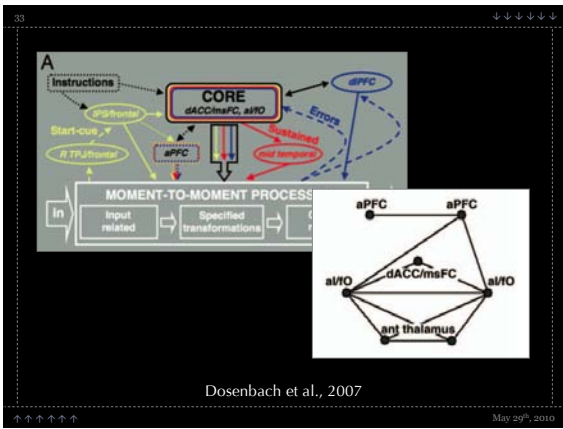 33
A
Instructions
CORE
dACC/msFC, aI/fO
dlPFC
IPS/frontal
Start-cue
R TPJ/frontal
aPFC
Sustained
mid temporal
Errors
MOMENT-TO-MOMENT PROCESS
In
Input
related
Specified
transformations
aPFC
aPFC
dACC/msFC
aI/fO
aI/fO
ant thalamus
Dosenbach et al., 2007
May 29th, 2010